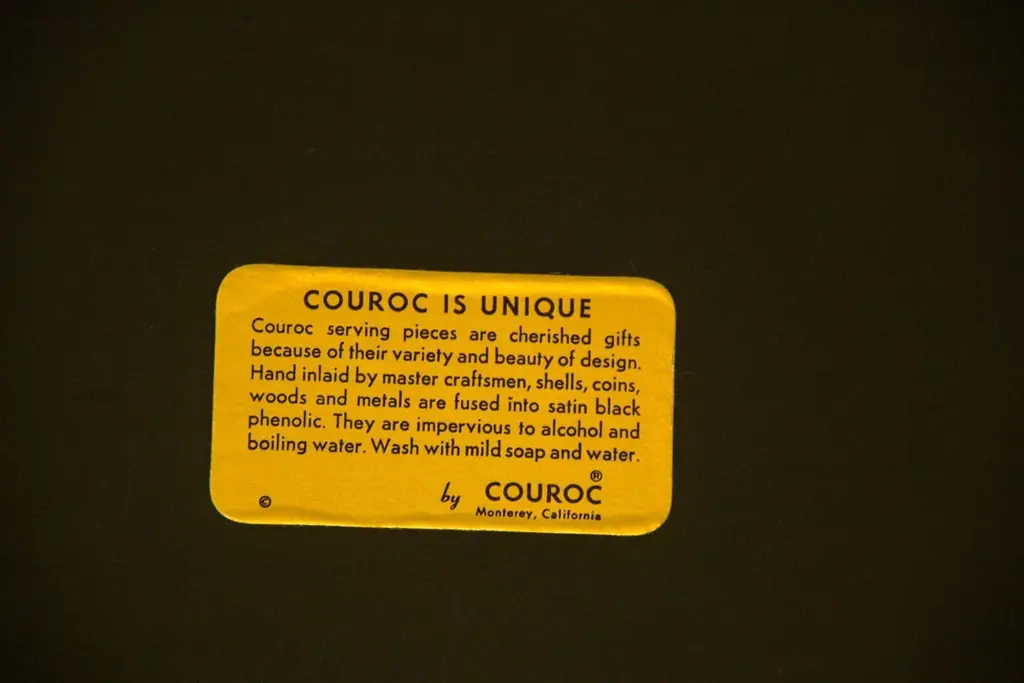 COUROC IS UNIQUE
Couroc serving pieces are cherished gifts
because of their variety and beauty of design.
Hand inlaid by master craftsmen, shells, coins,
woods and metals are fused into satin black
phenolic. They are impervious to alcohol and
boiling water. Wash with mild soap and water.
© by COUROC®
Monterey, California